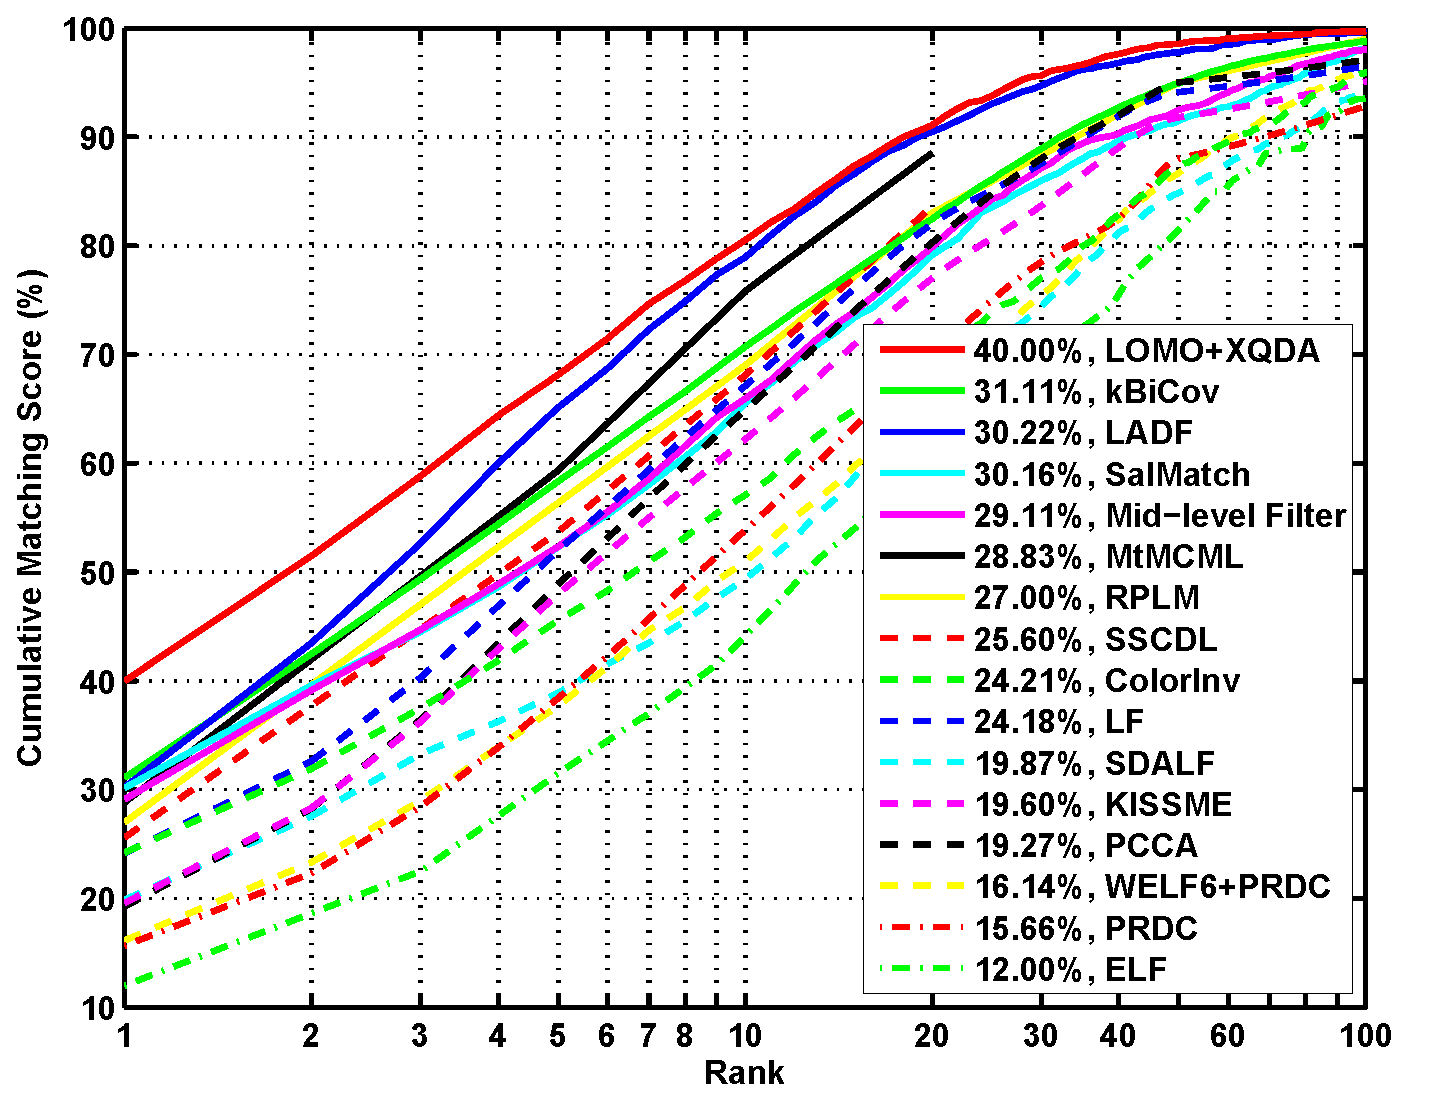 100
90
80
70
60
50
40
30
20
10
Cumulative Matching Score (%)
40.00%, LOMO+XQDA
31.11%, kBiCov
30.22%, LADF
30.16%, SalMatch
29.11%, Mid−level Filter
28.83%, MtMCML
27.00%, RPLM
25.60%, SSCDL
24.21%, ColorInv
24.18%, LF
19.87%, SDALF
19.60%, KISSME
19.27%, PCCA
16.14%, WELF6+PRDC
15.66%, PRDC
12.00%, ELF
1 2 3 4 5 6 7 8 10 20 30 40 60 100
Rank